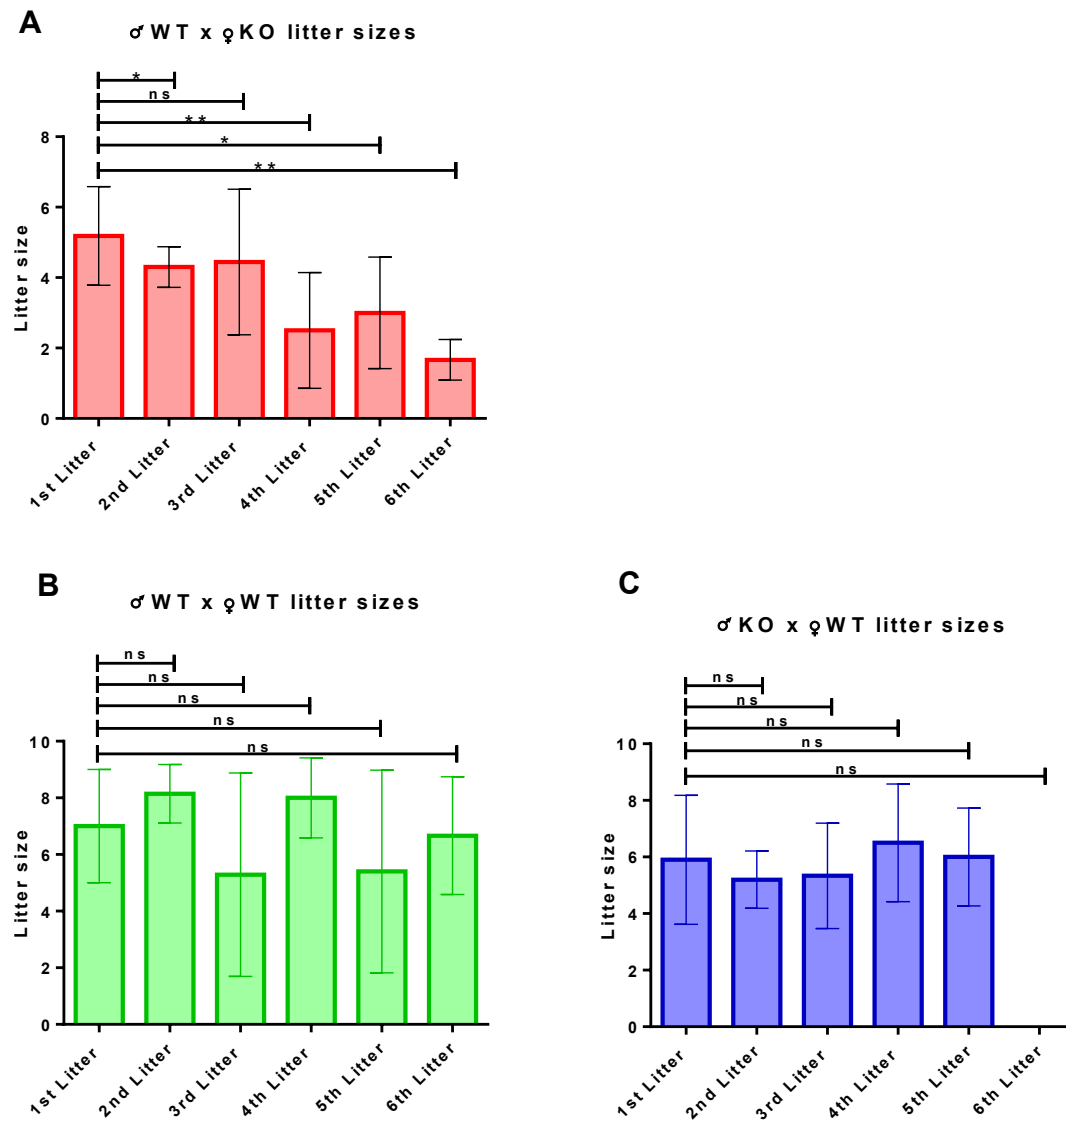 A
♂WT x ♀KO litter sizes
*
ns
**
*
**
8
6
4
2
0
Litter size
1st Litter
2nd Litter
3rd Litter
4th Litter
5th Litter
6th Litter
B
♂WT x ♀WT litter sizes
ns
ns
ns
ns
ns
10
8
6
4
2
0
Litter size
1st Litter
2nd Litter
3rd Litter
4th Litter
5th Litter
6th Litter
C
♂KO x ♀WT litter sizes
ns
ns
ns
ns
ns
10
8
6
4
2
0
Litter size
1st Litter
2nd Litter
3rd Litter
4th Litter
5th Litter
6th Litter